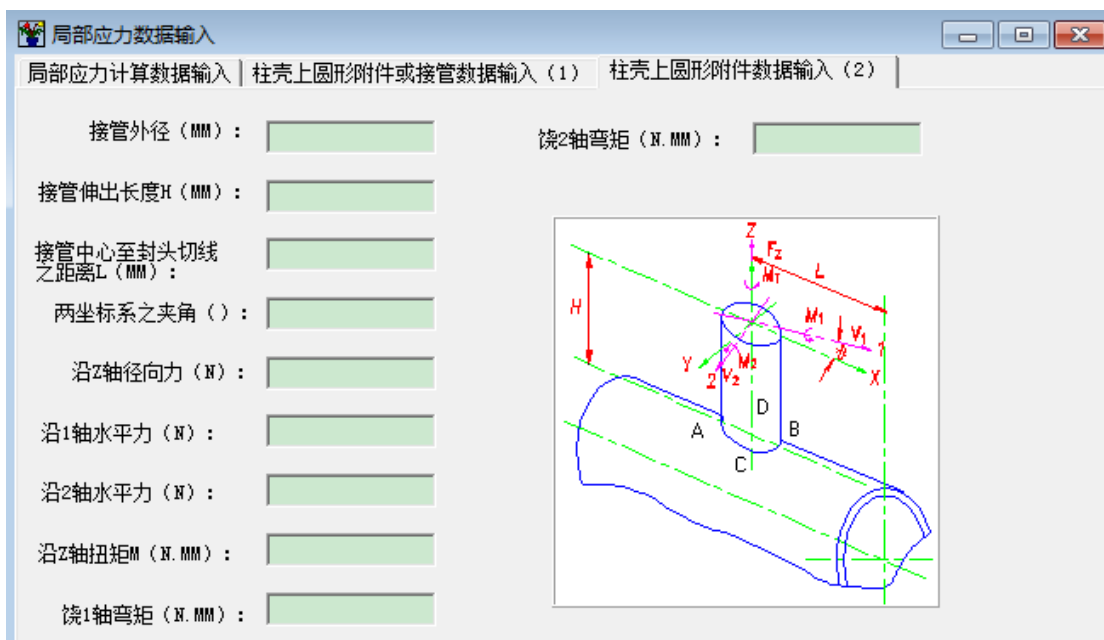 局部应力数据输入
局部应力计算数据输入
柱壳上圆形附件或接管数据输入（1）
柱壳上圆形附件数据输入（2）
接管外径（MM）：
饶2轴弯矩（N.MM）：
接管伸出长度H（MM）：
接管中心至封头切线
之距离L（MM）：
两坐标系之夹角（）：
沿Z轴径向力（N）：
沿1轴水平力（N）：
沿2轴水平力（N）：
沿Z轴扭矩M（N.MM）：
饶1轴弯矩（N.MM）：
Z
Fz
L
MT
H
M1
V1
1
Y
M2
2
V2
X
D
A
B
C